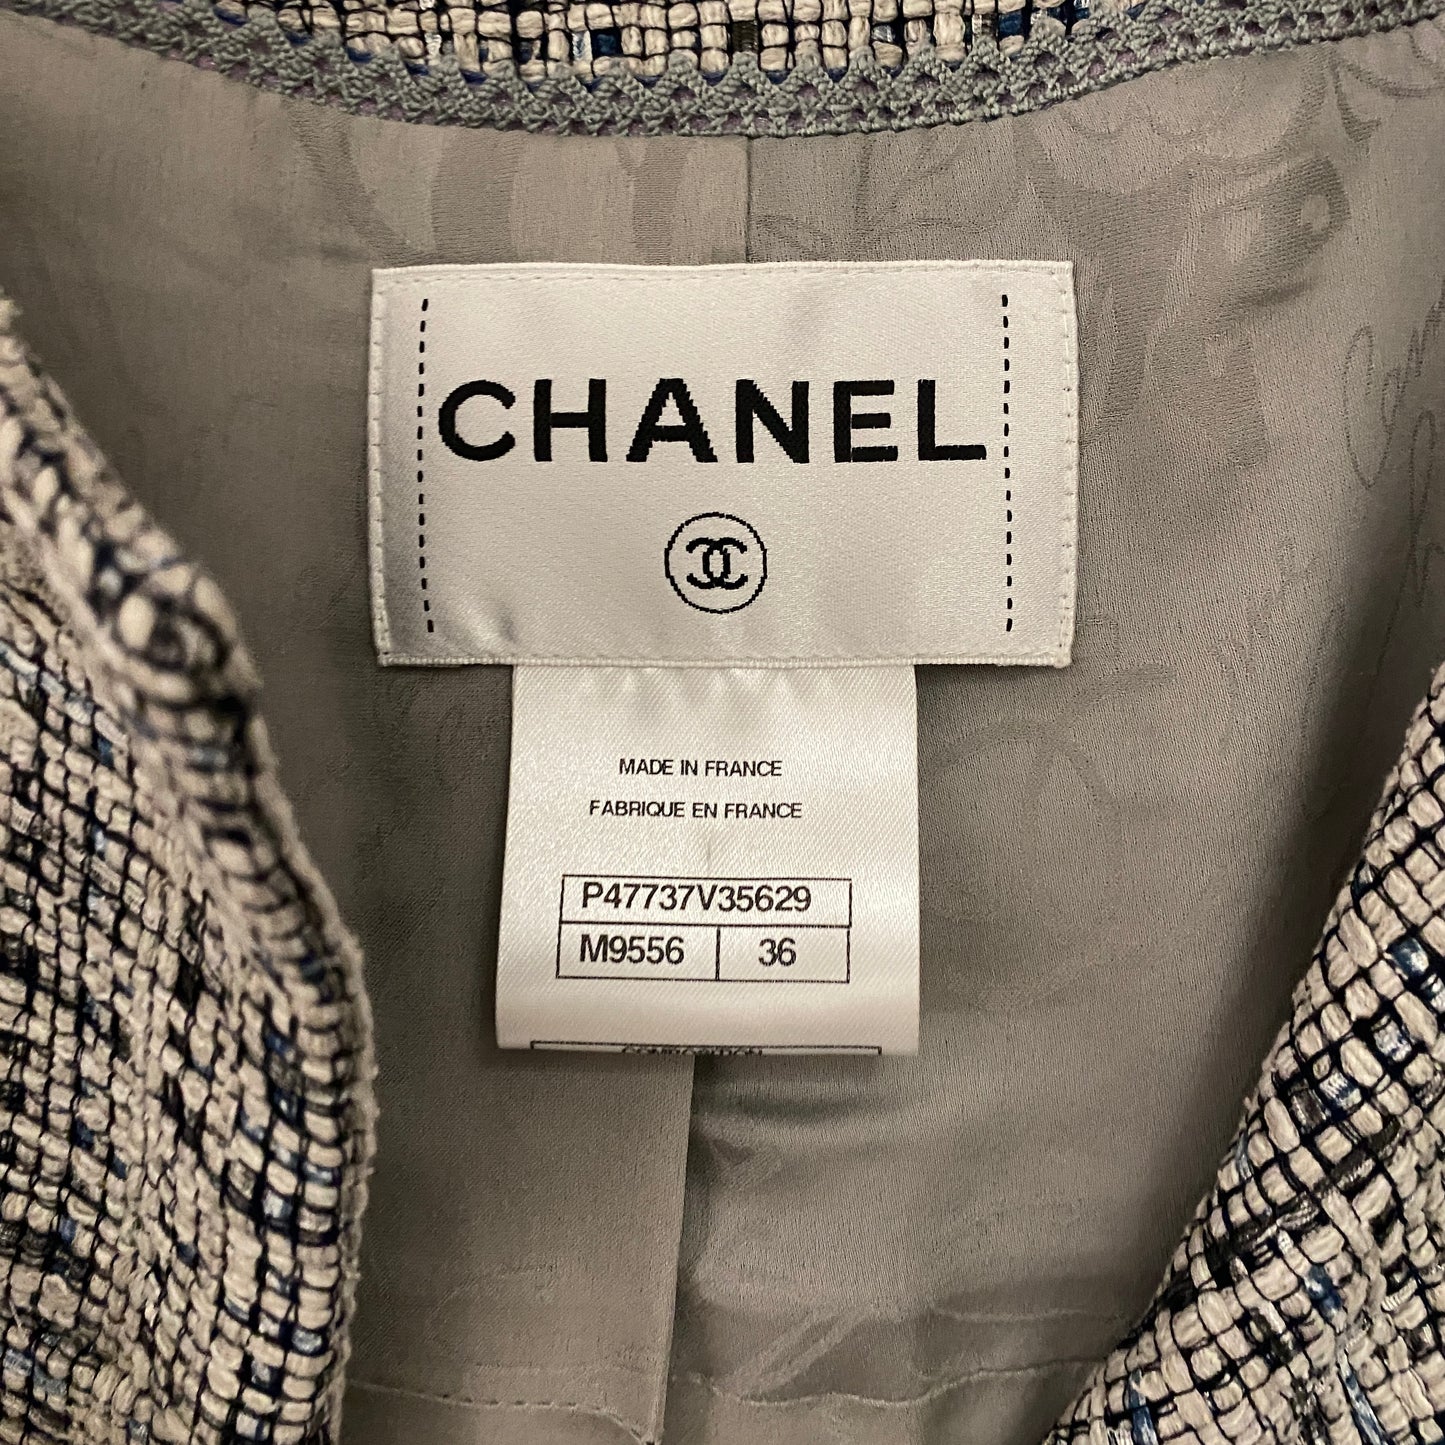 CHANEL
MADE IN FRANCE
FABRIQUE EN FRANCE
P47737V35629
M9556 36